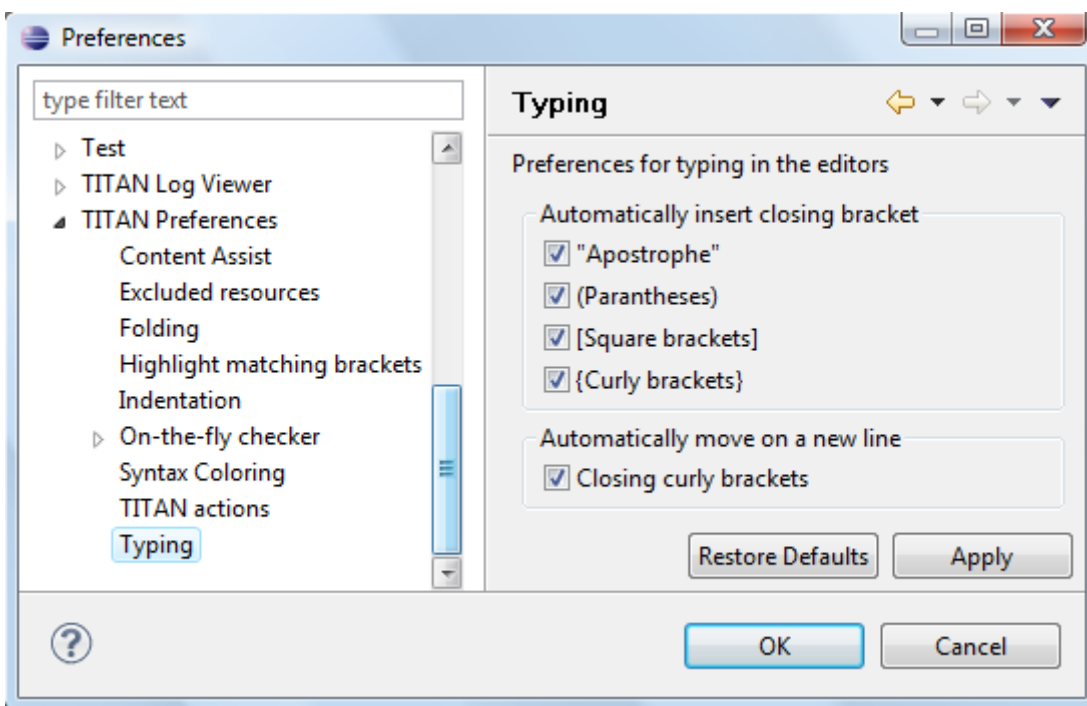 Preferences
type filter text
Test
TITAN Log Viewer
TITAN Preferences
Content Assist
Excluded resources
Folding
Highlight matching brackets
Indentation
On-the-fly checker
Syntax Coloring
TITAN actions
Typing
Typing
Preferences for typing in the editors
Automatically insert closing bracket
"Apostrophe"
(Parantheses)
[Square brackets]
{Curly brackets}
Automatically move on a new line
Closing curly brackets
Restore Defaults
Apply
OK
Cancel